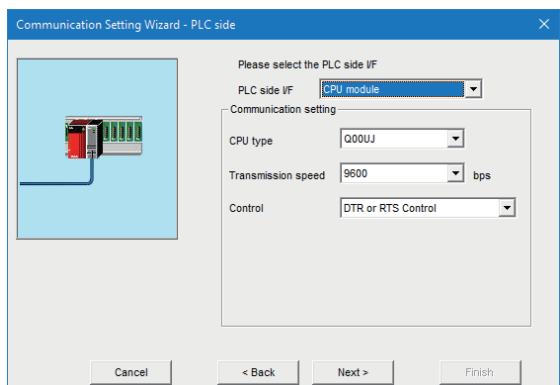 Communication Setting Wizard - PLC side
Please select the PLC side I/F
PLC side I/F CPU module
Communication setting
CPU type Q00UJ
Transmission speed 9600 bps
Control DTR or RTS Control
Cancel < Back Next > Finish